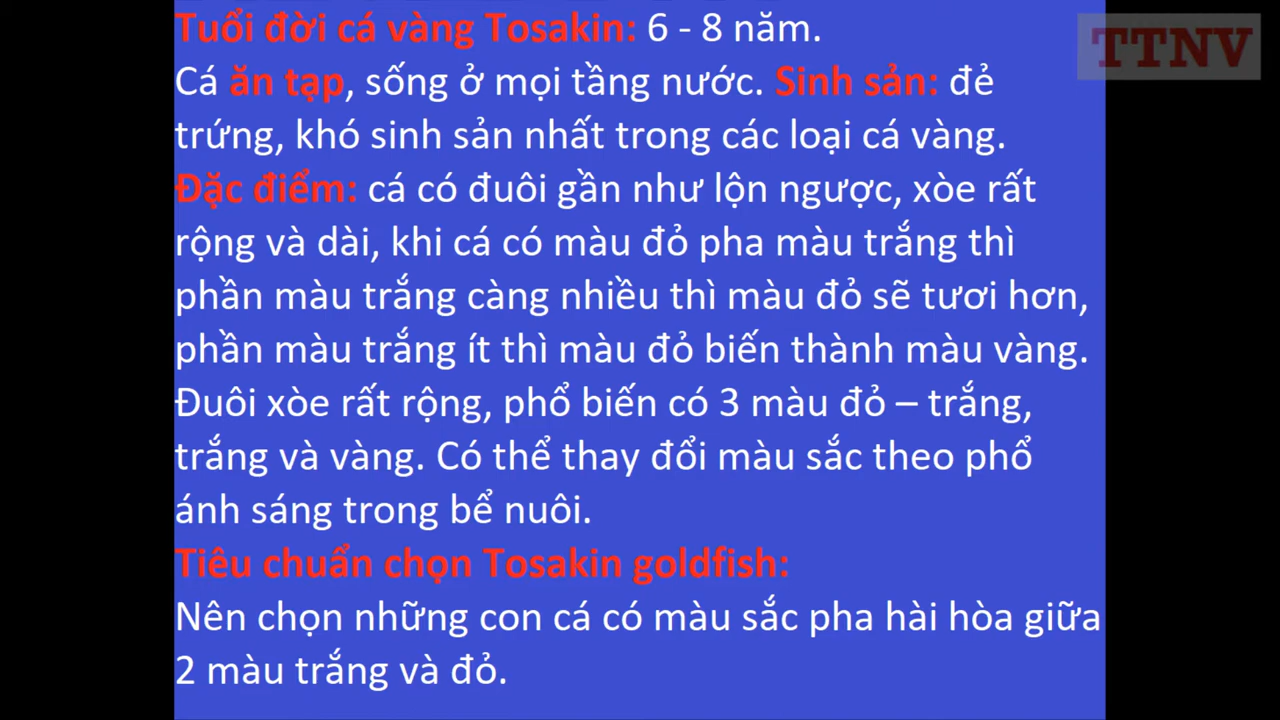 Tuổi đời cá vàng Tosakin: 6 - 8 năm.
TTNV
Cá ăn tạp, sống ở mọi tầng nước. Sinh sản: đẻ
trứng, khó sinh sản nhất trong các loại cá vàng.
Đặc điểm: cá có đuôi gần như lộn ngược, xòe rất
rộng và dài, khi cá có màu đỏ pha màu trắng thì
phần màu trắng càng nhiều thì màu đỏ sẽ tươi hơn,
phần màu trắng ít thì màu đỏ biến thành màu vàng.
Đuôi xòe rất rộng, phổ biến có 3 màu đỏ – trắng,
trắng và vàng. Có thể thay đổi màu sắc theo phổ
ánh sáng trong bể nuôi.
Tiêu chuẩn chọn Tosakin goldfish:
Nên chọn những con cá có màu sắc pha hài hòa giữa
2 màu trắng và đỏ.